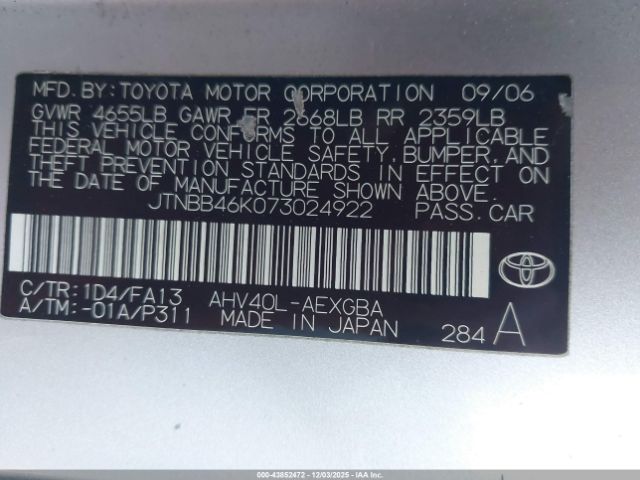 MFD.BY:TOYOTA MOTOR CORPORATION 09/06
GVWR 4655LB GAWR FR 2668LB RR 2359LB
THIS VEHICLE CONFORMS TO ALL APPLICABLE
FEDERAL MOTOR VEHICLE SAFETY,BUMPER,AND
THEFT PREVENTION STANDARDS IN EFFECT ON
THE DATE OF MANUFACTURE SHOWN ABOVE.
JTNBB46K073024922 PASS.CAR
C/TR:1D4/FA13 AHV40L-AEXGBA
A/TM:-01A/P311 MADE IN JAPAN 284 A
000-43852472 - 12/03/2025 - IAA, Inc.